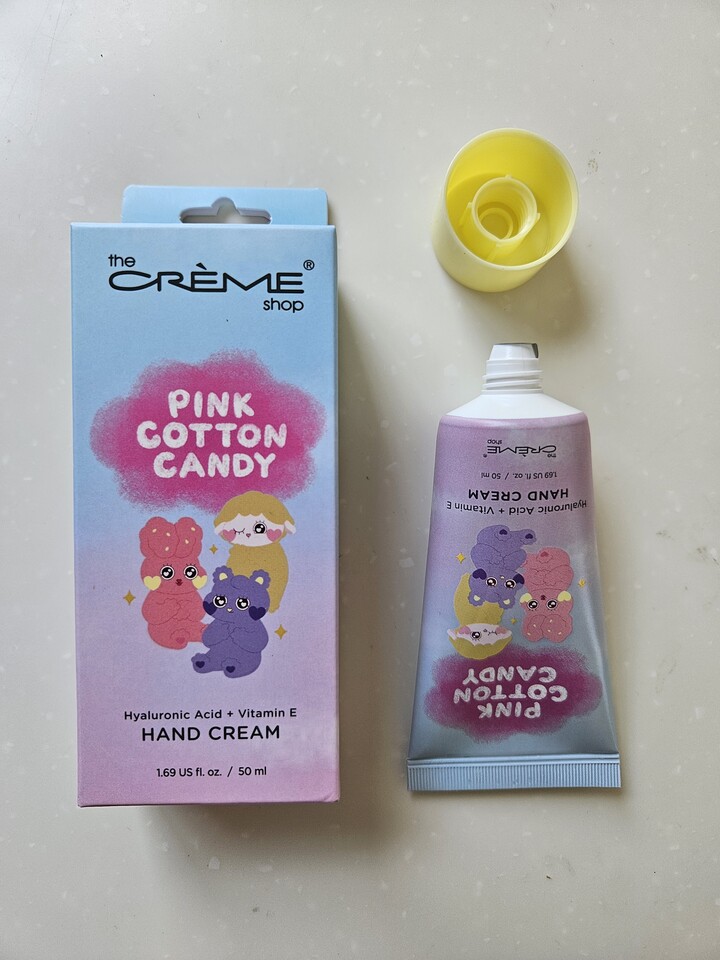 the
CRÈME®
shop
PINK
COTTON
CANDY
Hyaluronic Acid + Vitamin E
HAND CREAM
1.69 US fl. oz. / 50 ml
PINK
COTTON
CANDY
Hyaluronic Acid + Vitamin E
HAND CREAM
1.69 US fl. oz. / 50 ml
the
CRÈME®
shop